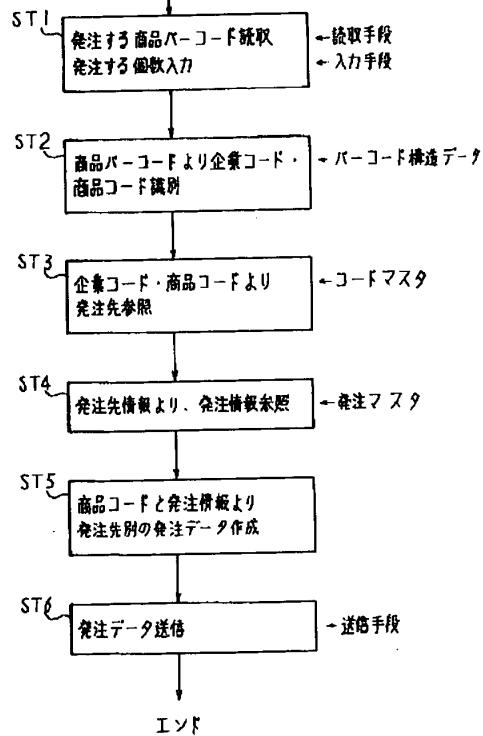 ST1
発注する商品バーコード読取 ←読取手段
発注する個数入力 ←入力手段
ST2
商品バーコードより企業コード・ ←バーコード構造データ
商品コード識別
ST3
企業コード・商品コードより ←コードマスタ
発注先参照
ST4
発注先情報より、発注情報参照 ←発注マスタ
ST5
商品コードと発注情報より
発注先別の発注データ作成
ST6
発注データ送信 ←送信手段
エンド